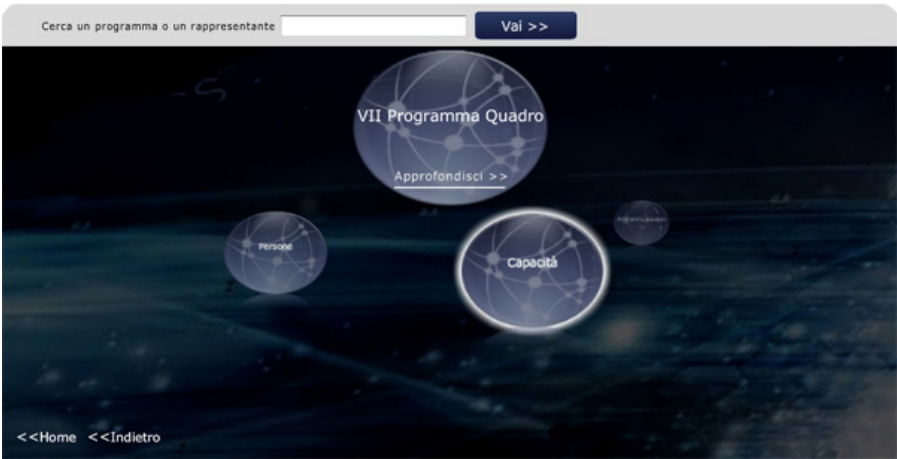 Cerca un programma o un rappresentante
Vai >>
VII Programma Quadro
Approfondisci >>
Persone
Capacità
<<Home <<Indietro